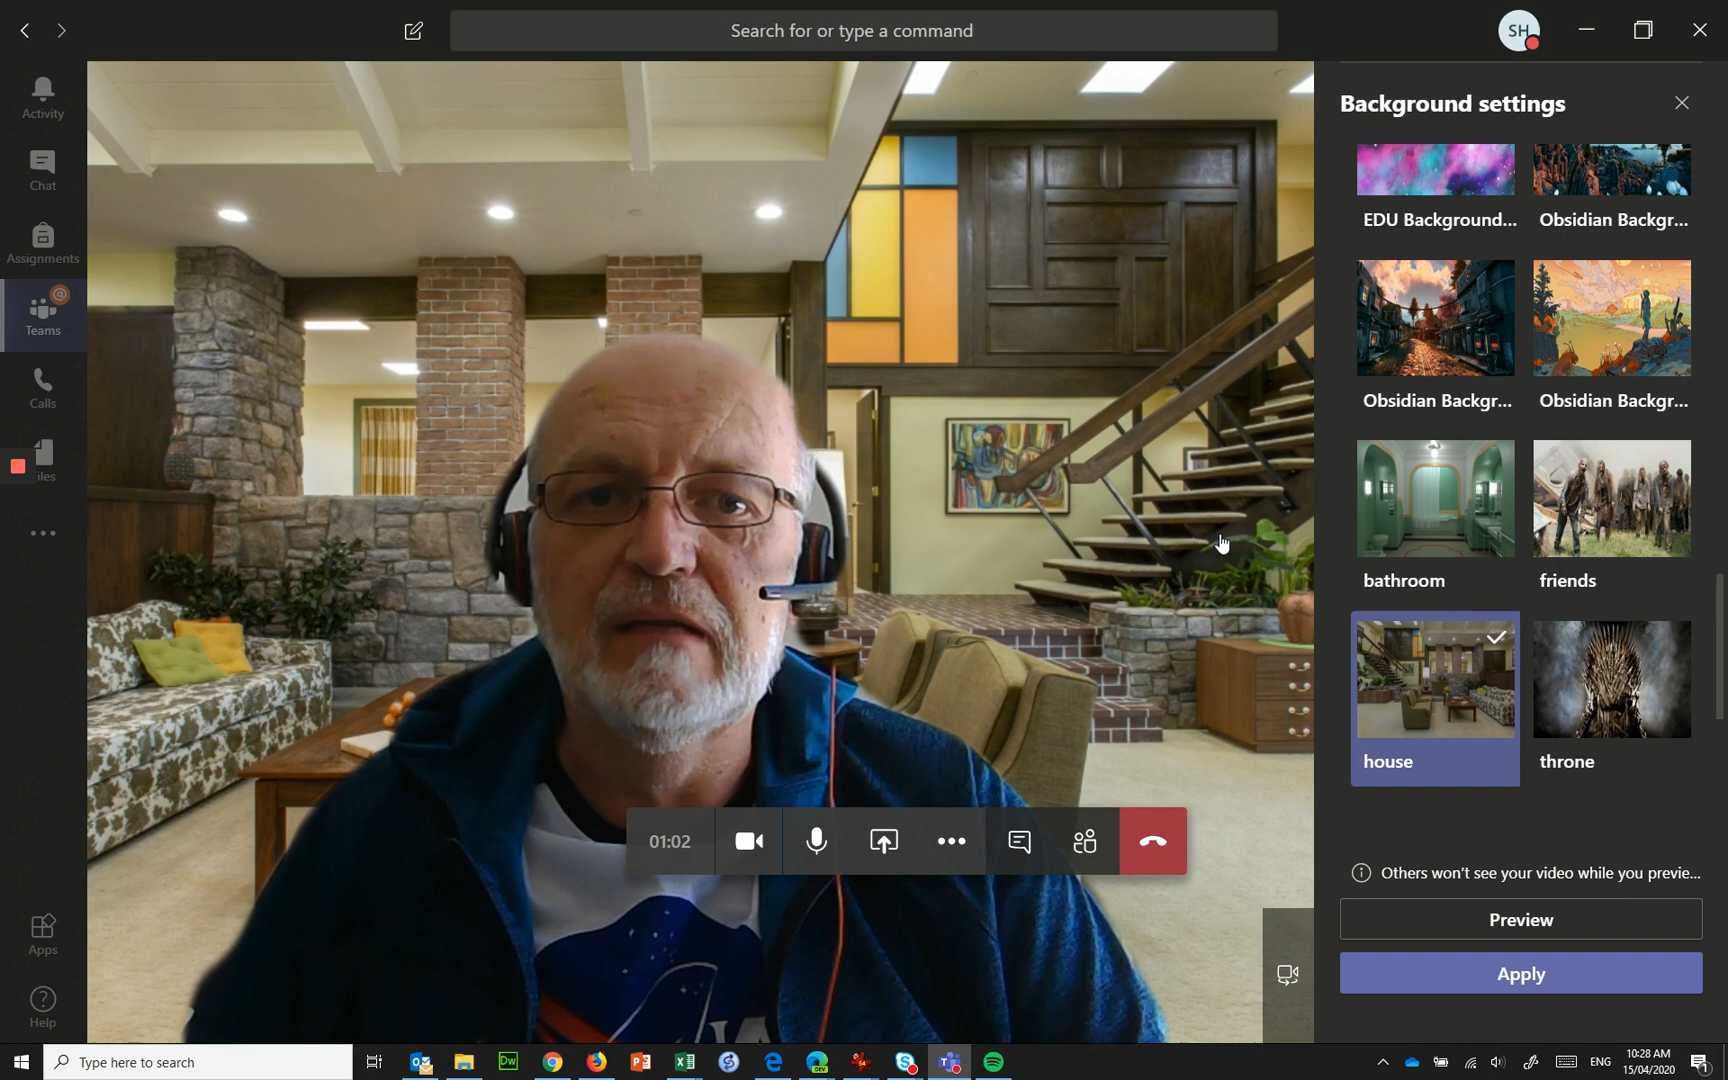 Search for or type a command
SH
Activity
Chat
Assignments
Teams
Calls
iles
Apps
Help
Background settings
EDU Background...
Obsidian Backgr...
Obsidian Backgr...
Obsidian Backgr...
bathroom
friends
house
throne
01:02
Others won't see your video while you previe...
Preview
Apply
Type here to search
Dw
ENG
10:28 AM
15/04/2020
1